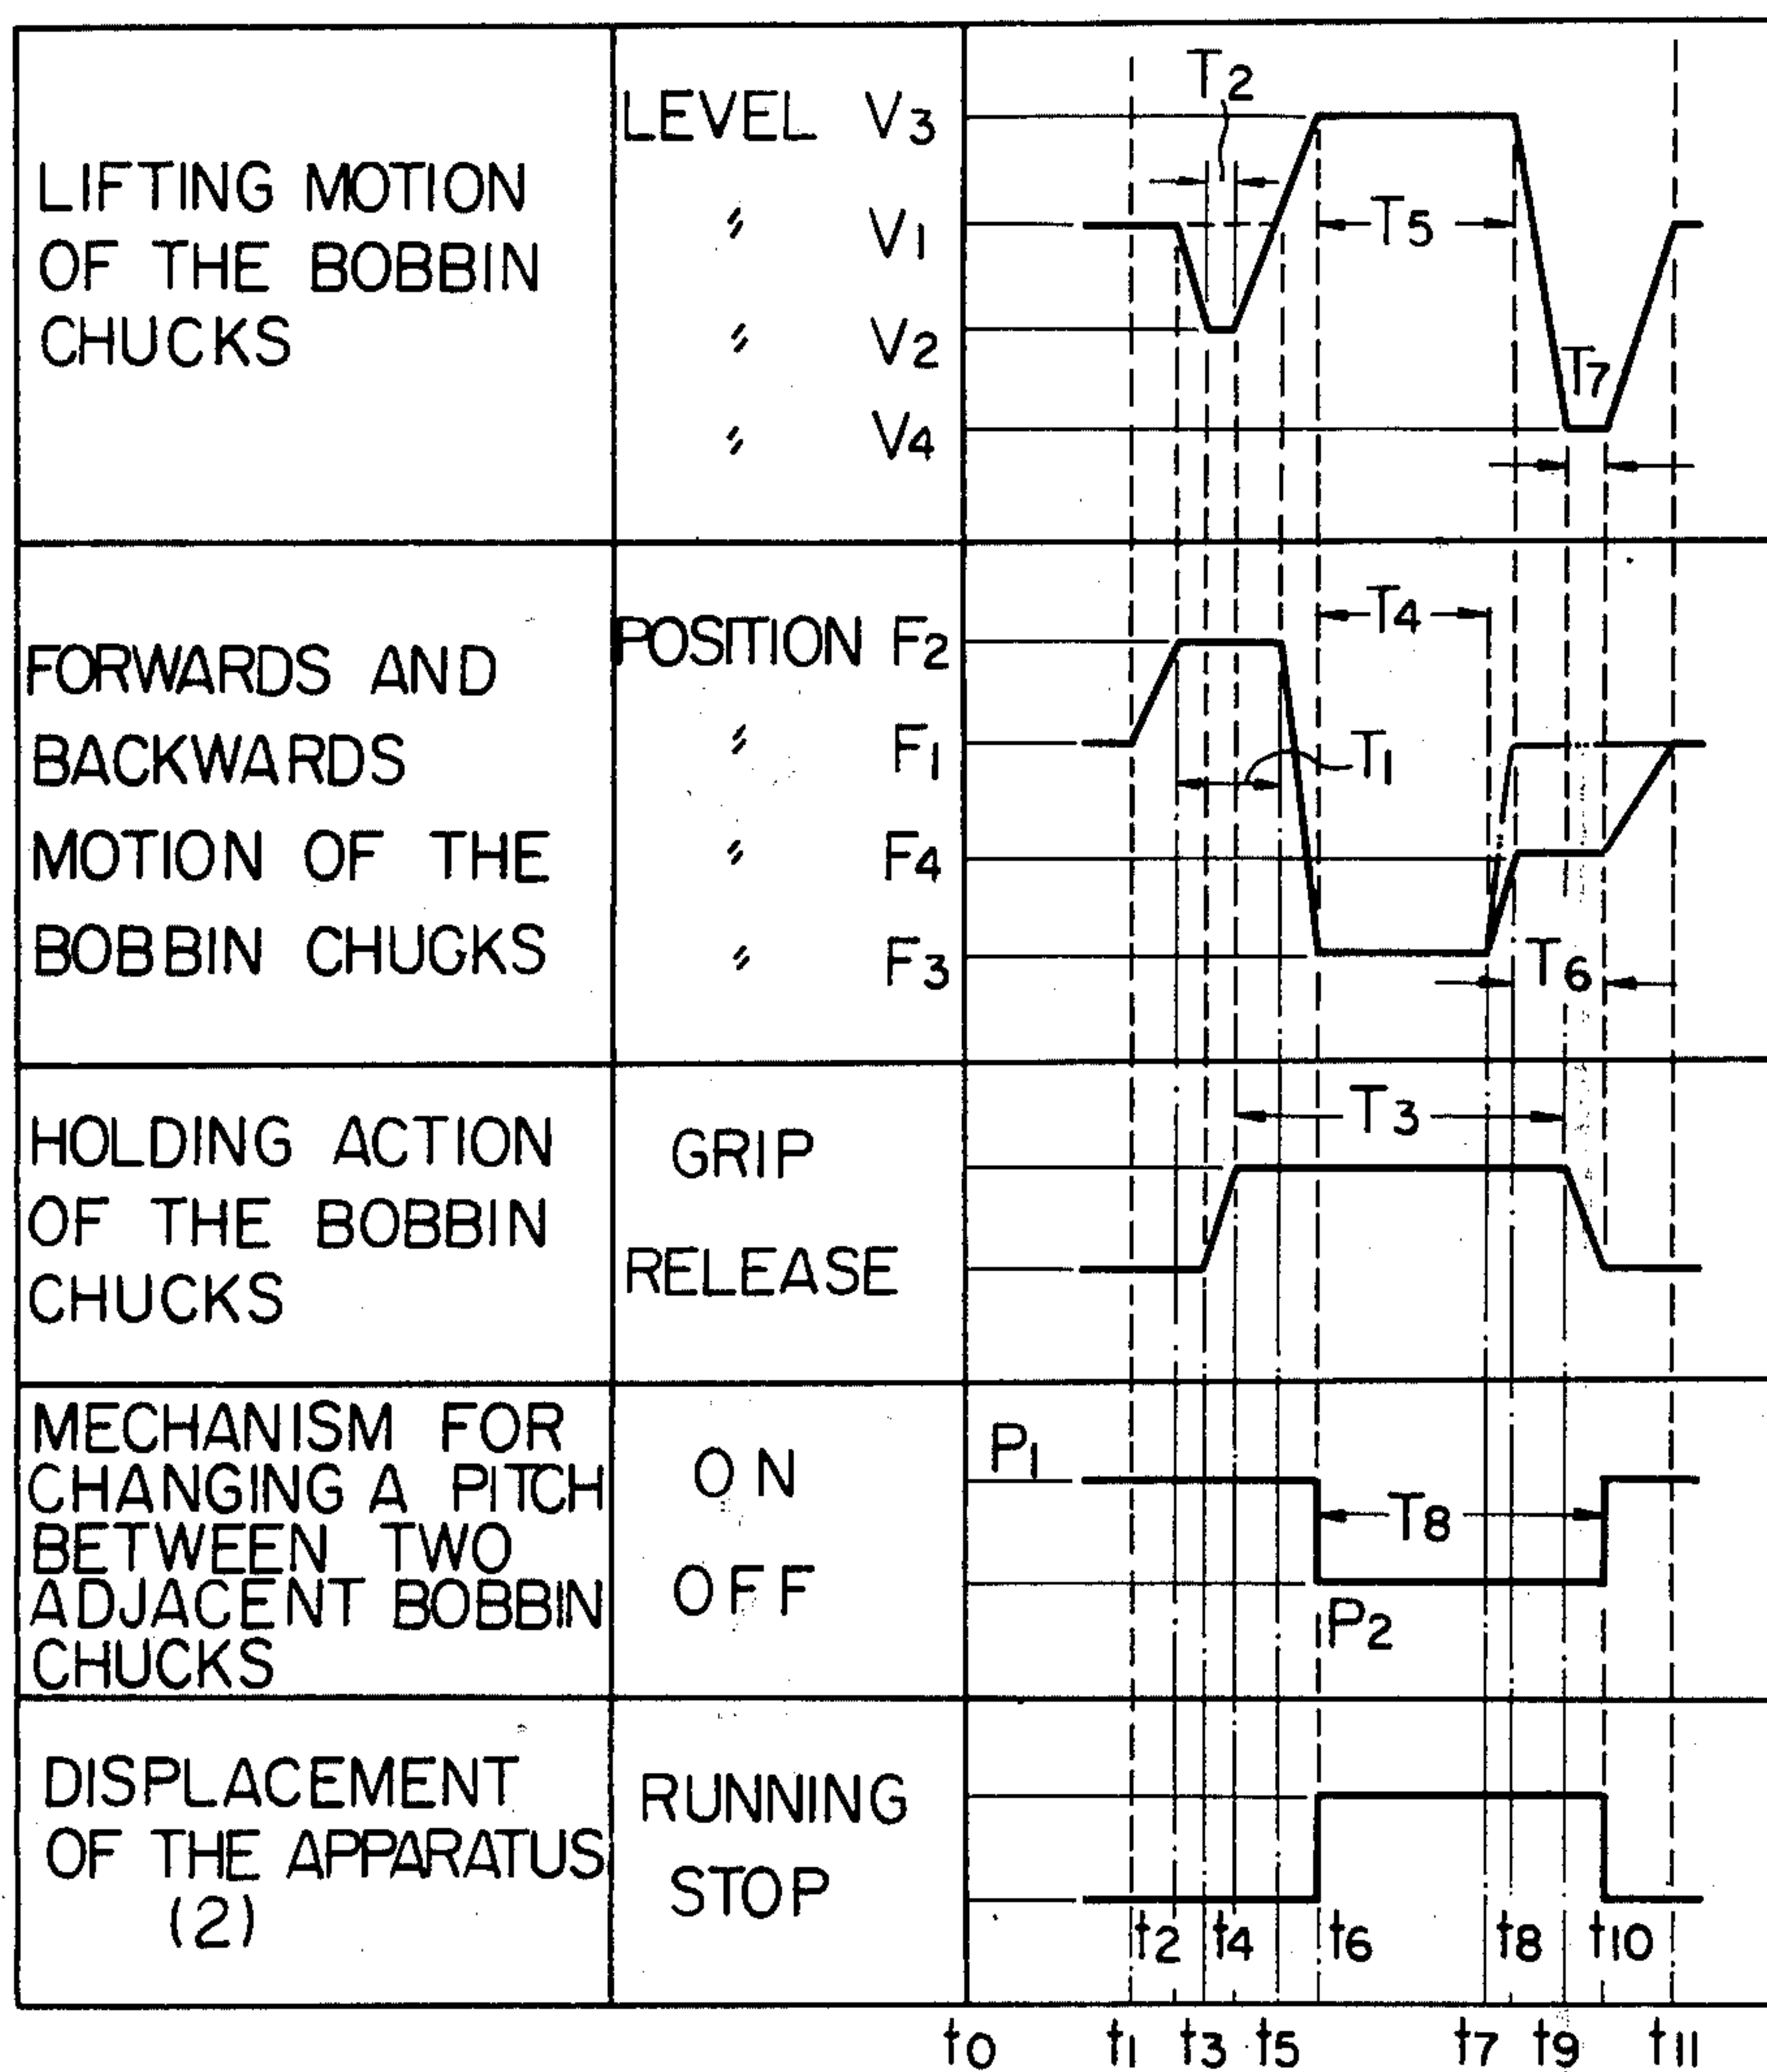 LIFTING MOTION
OF THE BOBBIN
CHUCKS
LEVEL V3
〃 V1
〃 V2
〃 V4
T2
T5
T7
FORWARDS AND
BACKWARDS
MOTION OF THE
BOBBIN CHUGKS
POSITION F2
〃 F1
〃 F4
〃 F3
T4
T1
T6
HOLDING ACTION
OF THE BOBBIN
CHUCKS
GRIP
RELEASE
T3
MECHANISM FOR
CHANGING A PITCH
BETWEEN TWO
ADJACENT BOBBIN
CHUCKS
ON
OFF
P1
T8
P2
DISPLACEMENT
OF THE APPARATUS
(2)
RUNNING
STOP
t2 t4 t6 t8 t10
t0 t1 t3 t5 t7 t9 t11